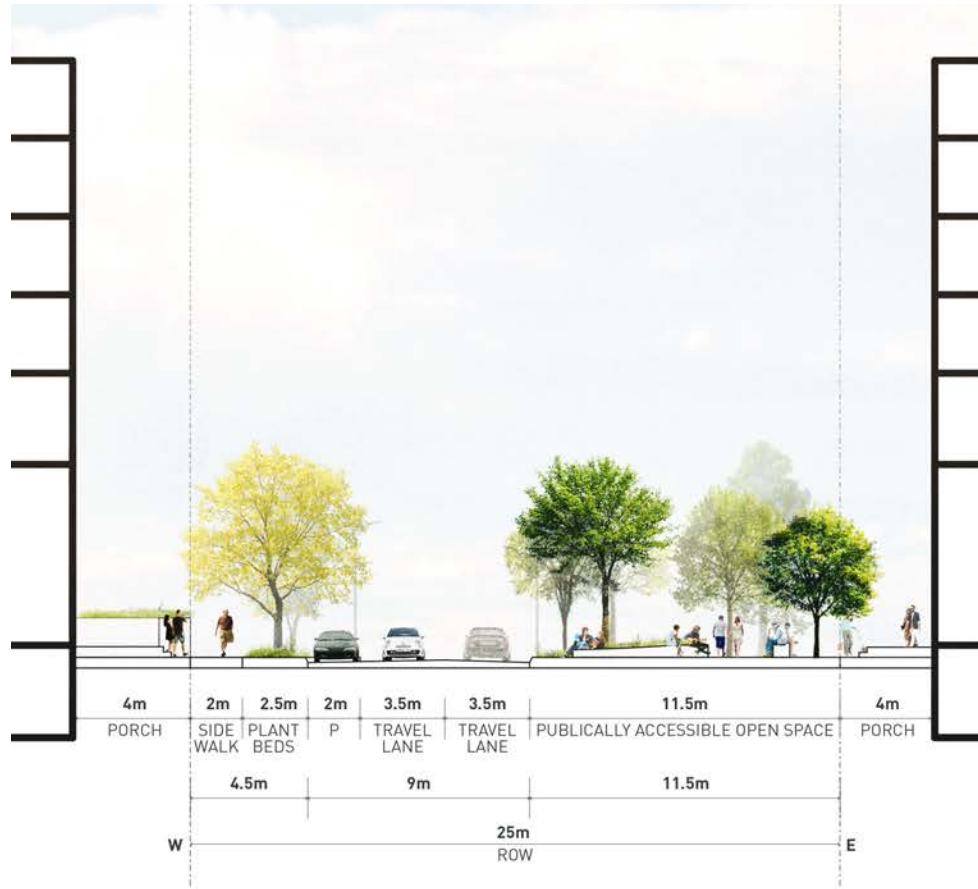 4m 2m 2.5m 2m 3.5m 3.5m 11.5m 4m
PORCH SIDE PLANT P TRAVEL TRAVEL PUBLICALLY ACCESSIBLE OPEN SPACE PORCH
WALK BEDS LANE LANE
4.5m 9m 11.5m
25m
W E
ROW